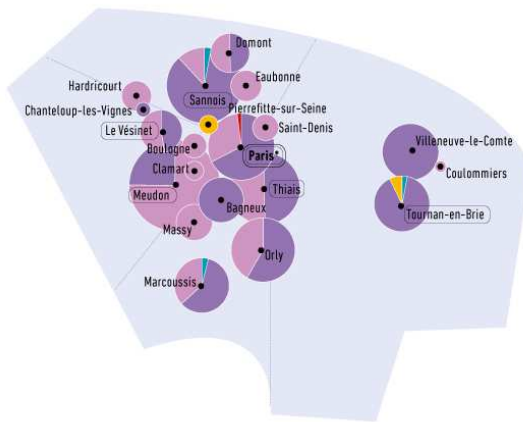 Domont
Hardricourt
Eaubonne
Sannois
Chanteloup-les-Vignes
Pierrefitte-sur-Seine
Le Vésinet
Saint-Denis
Boulogne
Paris
Villeneuve-le-Comte
Clamart
Coulommiers
Meudon
Thiais
Bagneux
Tournan-en-Brie
Massy
Orly
Marcoussis